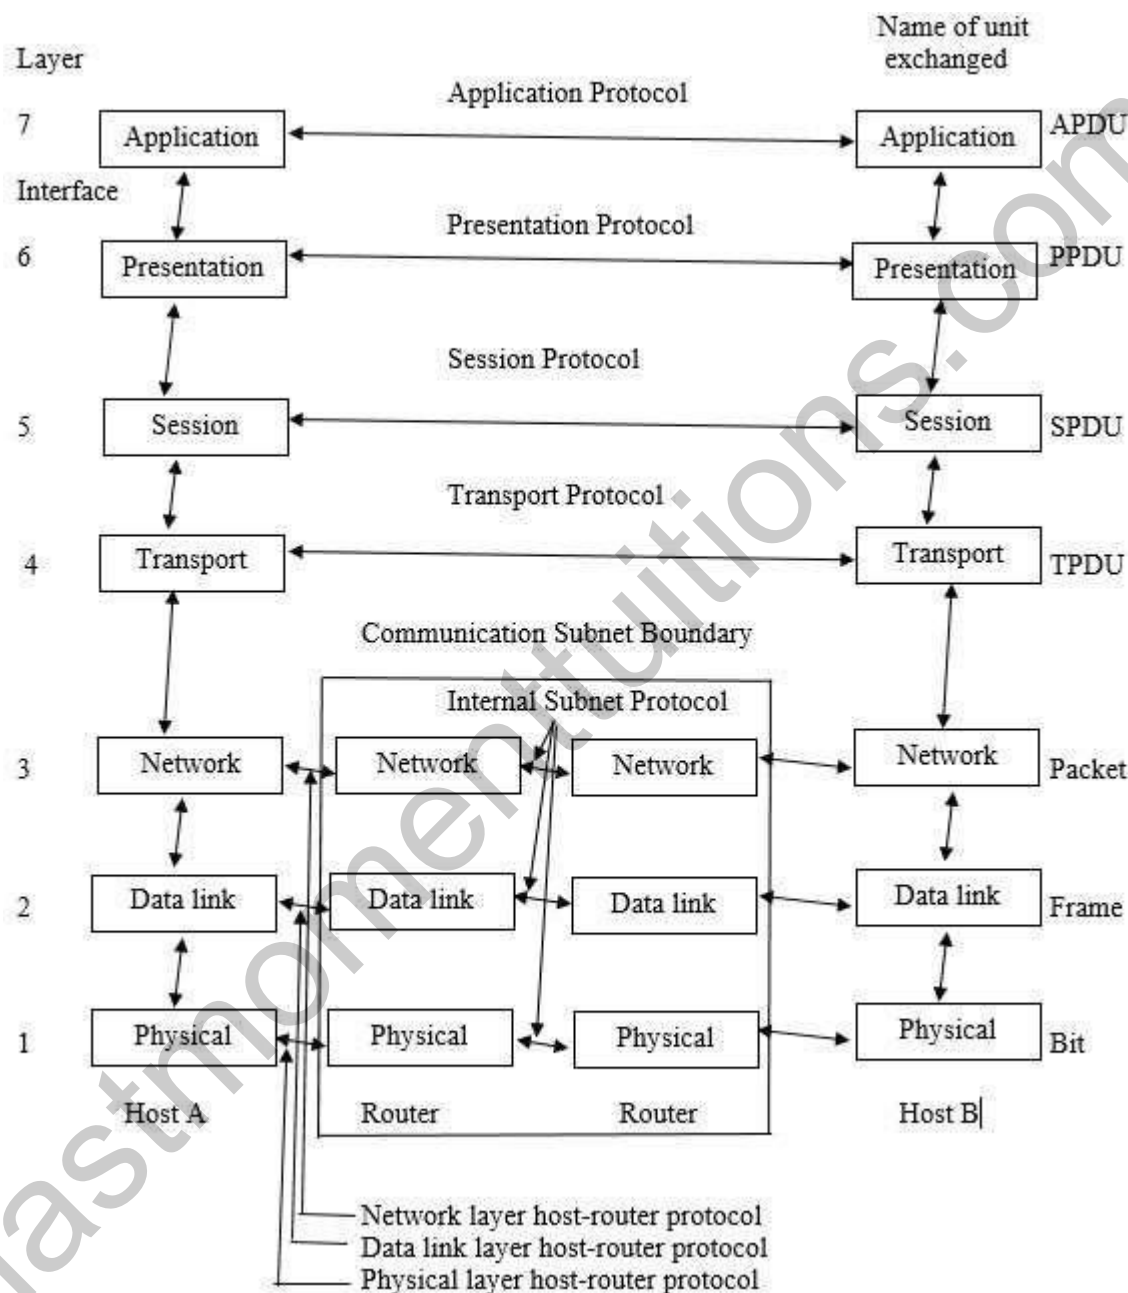 Name of unit
exchanged
Layer
Application Protocol
7
Application
Application
APDU
Interface
Presentation Protocol
6
Presentation
Presentation
PPDU
Session Protocol
5
Session
Session
SPDU
Transport Protocol
4
Transport
Transport
TPDU
Communication Subnet Boundary
Internal Subnet Protocol
3
Network
Network
Network
Network
Packet
2
Data link
Data link
Data link
Data link
Frame
1
Physical
Physical
Physical
Physical
Bit
Host A
Router
Router
Host B
Network layer host-router protocol
Data link layer host-router protocol
Physical layer host-router protocol
lastmomenttuitions.com